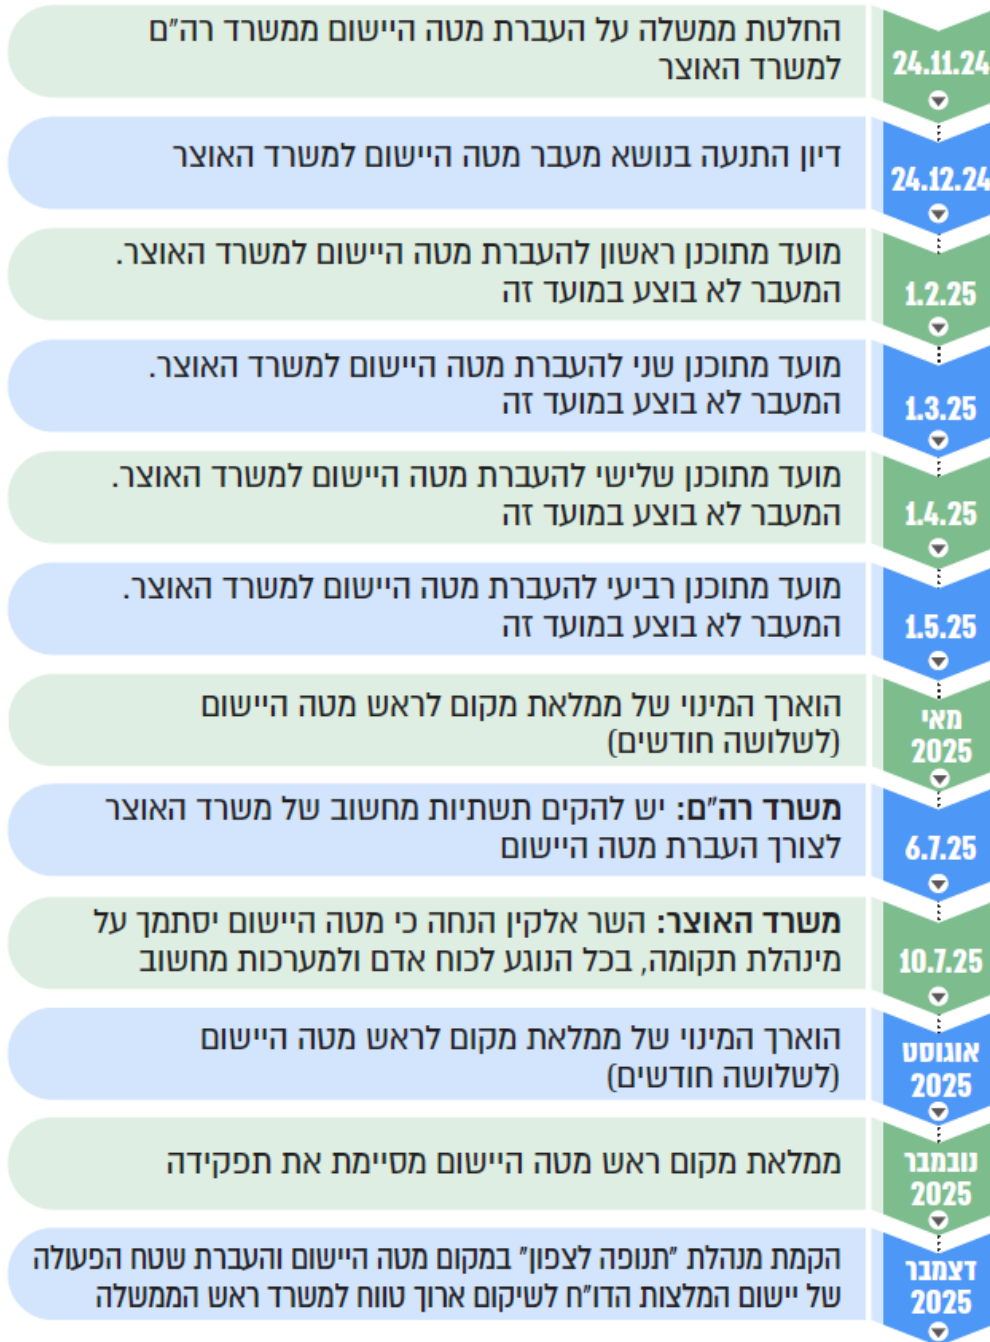 24.11.24
החלטת ממשלה על העברת מטה היישום ממשרד רה"ם
למשרד האוצר
24.12.24
דיון התנעה בנושא מעבר מטה היישום למשרד האוצר
1.2.25
מועד מתוכנן ראשון להעברת מטה היישום למשרד האוצר.
המעבר לא בוצע במועד זה
1.3.25
מועד מתוכנן שני להעברת מטה היישום למשרד האוצר.
המעבר לא בוצע במועד זה
1.4.25
מועד מתוכנן שלישי להעברת מטה היישום למשרד האוצר.
המעבר לא בוצע במועד זה
1.5.25
מועד מתוכנן רביעי להעברת מטה היישום למשרד האוצר.
המעבר לא בוצע במועד זה
מאי
2025
הוארך המינוי של ממלאת מקום לראש מטה היישום
(לשלושה חודשים)
6.7.25
משרד רה"ם: יש להקים תשתיות מחשוב של משרד האוצר
לצורך העברת מטה היישום
10.7.25
משרד האוצר: השר אלקין הנחה כי מטה היישום יסתמך על
מינהלת תקומה, בכל הנוגע לכוח אדם ולמערכות מחשוב
אוגוסט
2025
הוארך המינוי של ממלאת מקום לראש מטה היישום
(לשלושה חודשים)
נובמבר
2025
ממלאת מקום ראש מטה היישום מסיימת את תפקידה
דצמבר
2025
הקמת מנהלת "תנופה לצפון" במקום מטה היישום והעברת שטח הפעולה
של יישום המלצות הדו"ח לשיקום ארוך טווח למשרד ראש הממשלה